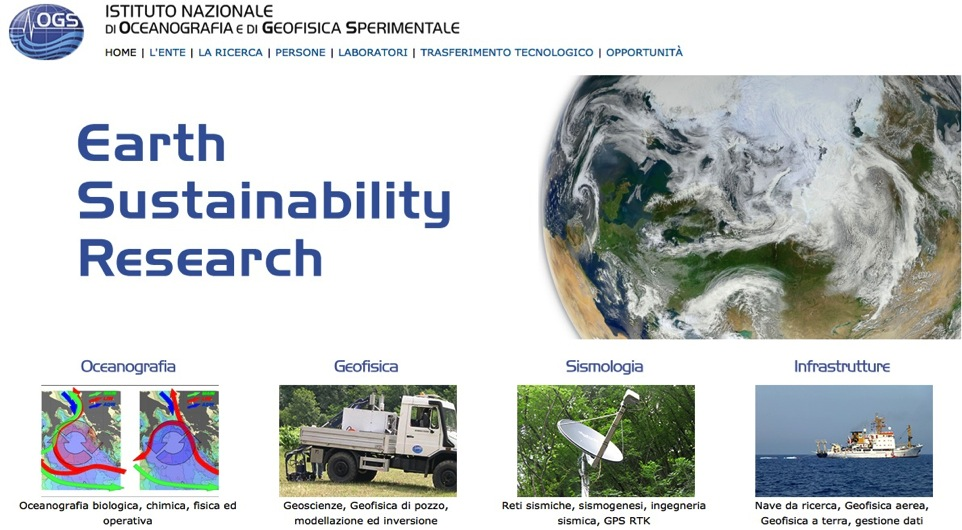 OGS
ISTITUTO NAZIONALE
DI OCEANOGRAFIA E DI GEOFISICA SPERIMENTALE
HOME | L'ENTE | LA RICERCA | PERSONE | LABORATORI | TRASFERIMENTO TECNOLOGICO | OPPORTUNITÀ
Earth
Sustainability
Research
Oceanografia
Geofisica
Sismologia
Infrastrutture
Oceanografia biologica, chimica, fisica ed
operativa
Geoscienze, Geofisica di pozzo,
modellazione ed inversione
Reti sismiche, sismogenesi, ingegneria
sismica, GPS RTK
Nave da ricerca, Geofisica aerea,
Geofisica a terra, gestione dati